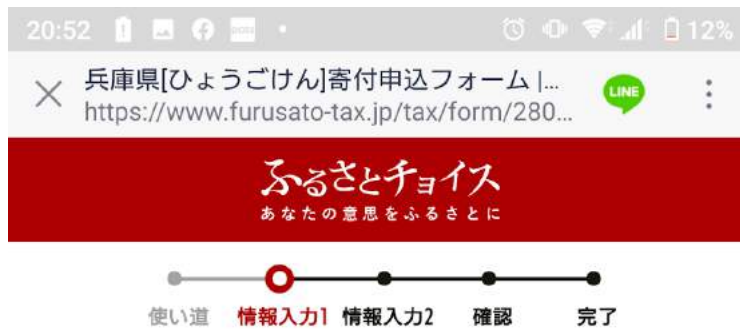 20:52
12%
兵庫県[ひょうごけん]寄付申込フォーム |...
https://www.furusato-tax.jp/tax/form/280...
LINE
ふるさとチョイス
あなたの意思をふるさとに
使い道 情報入力1 情報入力2 確認 完了